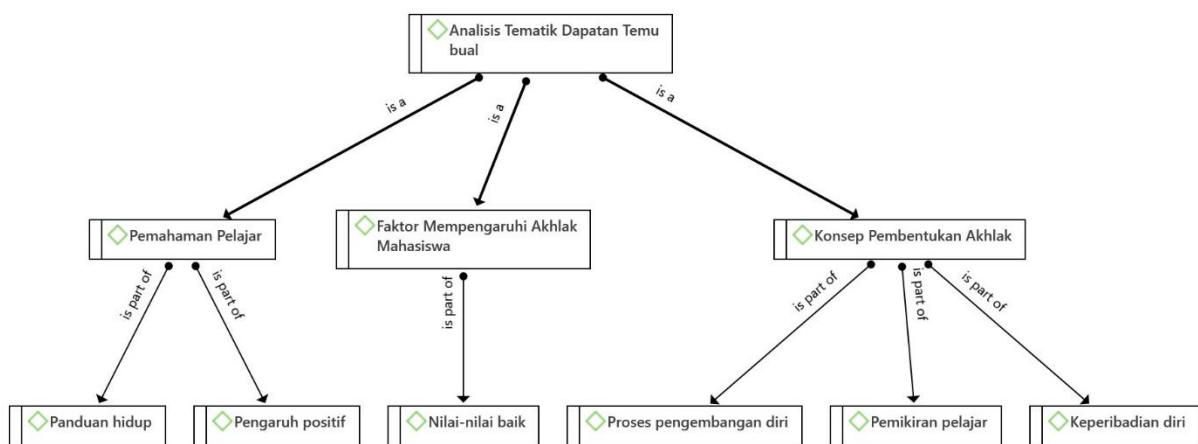 Analisis Tematik Dapatan Temu
bual
is a
is a
is a
Pemahaman Pelajar
Faktor Mempengaruhi Akhlak
Mahasiswa
Konsep Pembentukan Akhlak
is part of
is part of
is part of
is part of
is part of
is part of
Panduan hidup
Pengaruh positif
Nilai-nilai baik
Proses pengembangan diri
Pemikiran pelajar
Keperibadian diri